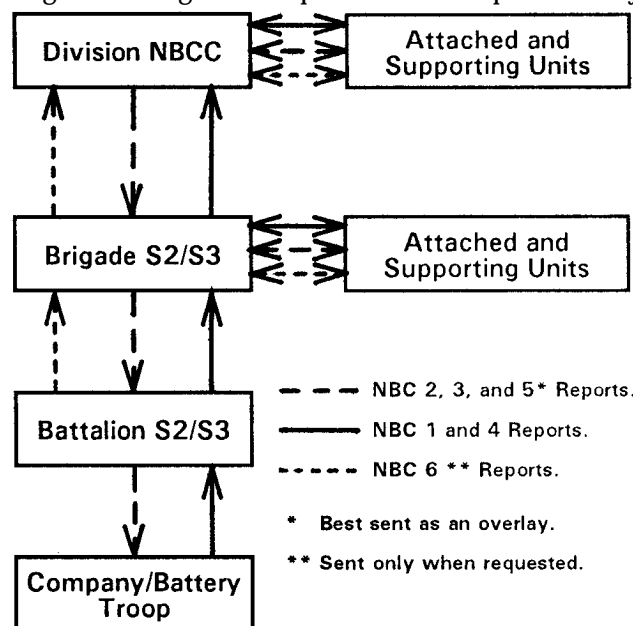 Division NBCC
Attached and
Supporting Units
Brigade S2/S3
Attached and
Supporting Units
Battalion S2/S3
Company/Battery
Troop
NBC 2, 3, and 5* Reports.
NBC 1 and 4 Reports.
NBC 6 ** Reports.
* Best sent as an overlay.
** Sent only when requested.